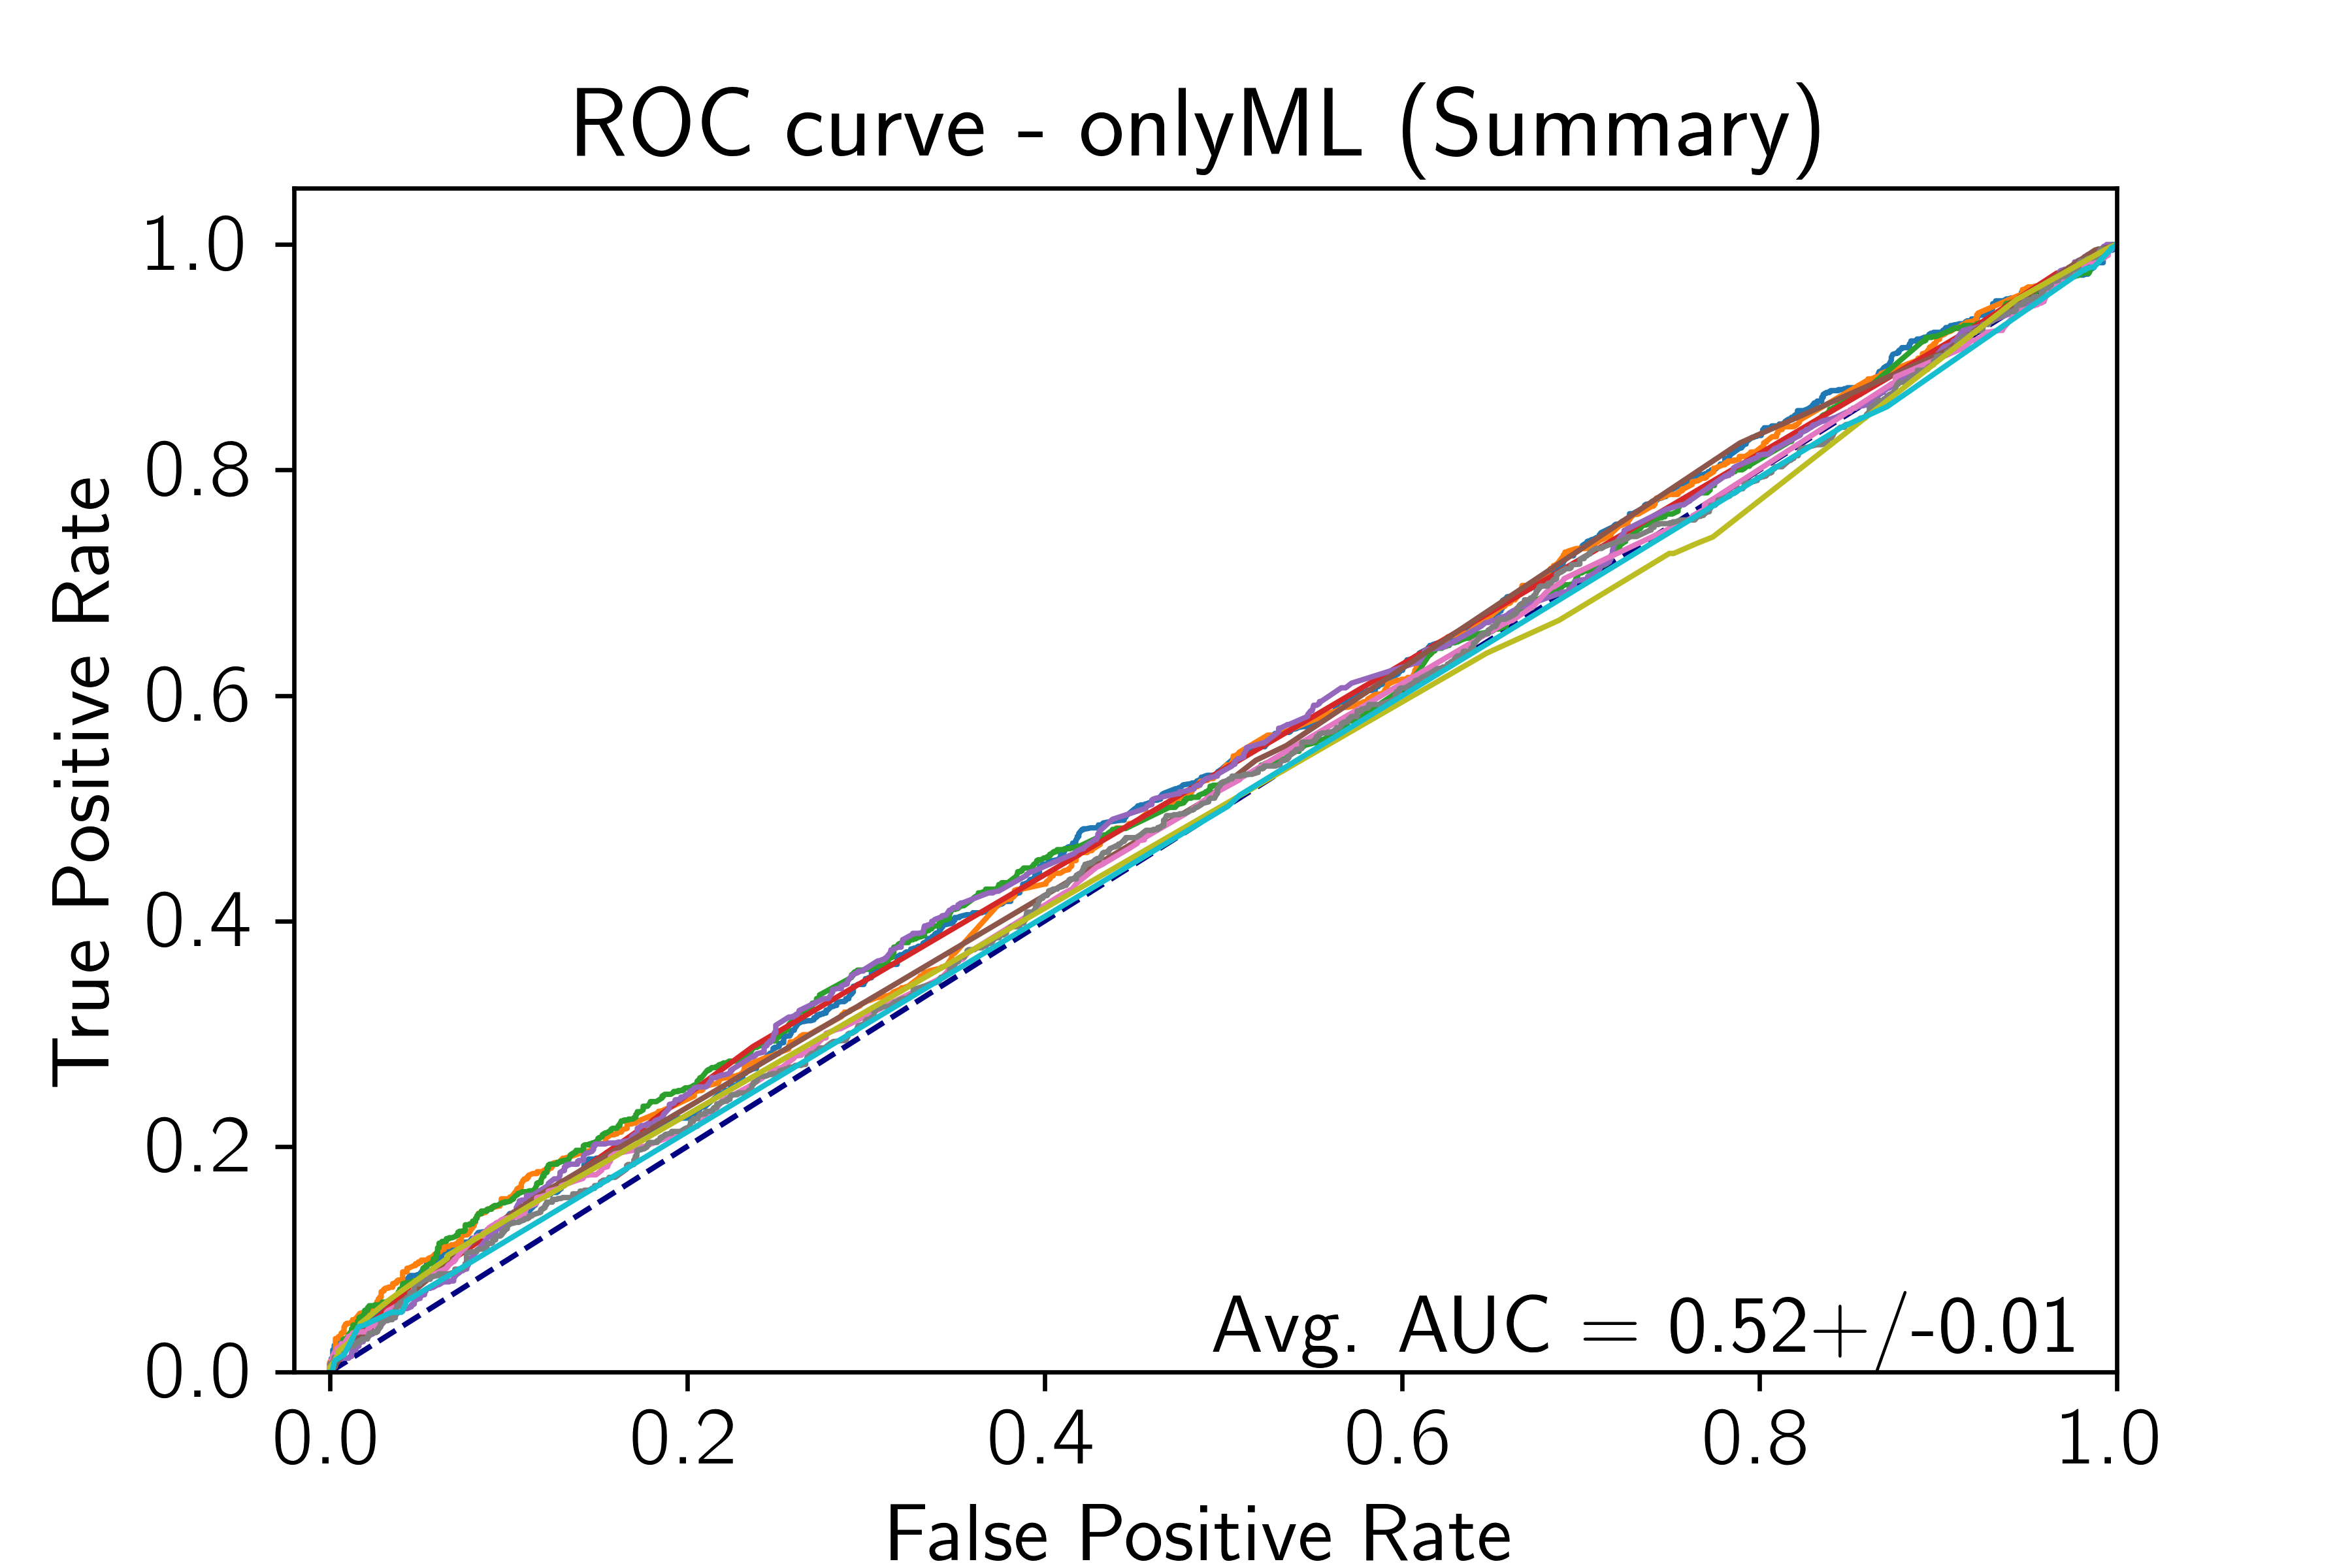 ROC curve - onlyML (Summary)
True Positive Rate
1.0
0.8
0.6
0.4
0.2
0.0
Avg. AUC = 0.52+/-0.01
0.0 0.2 0.4 0.6 0.8 1.0
False Positive Rate